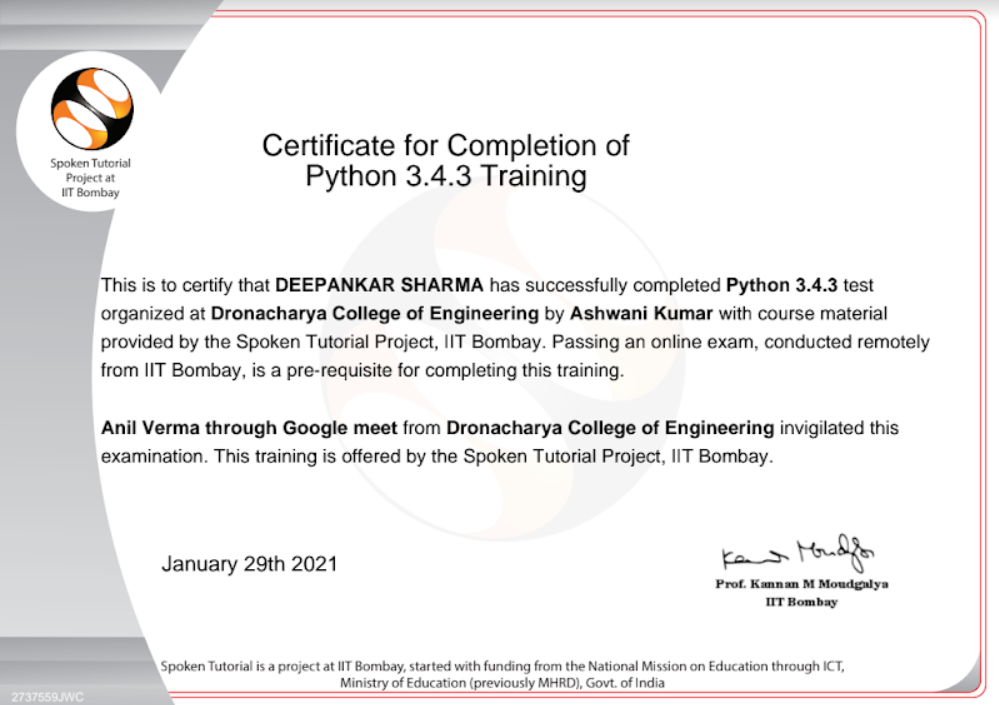 Spoken Tutorial
Project at
IIT Bombay
Certificate for Completion of
Python 3.4.3 Training
This is to certify that DEEPANKAR SHARMA has successfully completed Python 3.4.3 test
organized at Dronacharya College of Engineering by Ashwani Kumar with course material
provided by the Spoken Tutorial Project, IIT Bombay. Passing an online exam, conducted remotely
from IIT Bombay, is a pre-requisite for completing this training.
Anil Verma through Google meet from Dronacharya College of Engineering invigilated this
examination. This training is offered by the Spoken Tutorial Project, IIT Bombay.
January 29th 2021
Prof. Kannan M Moudgalya
IIT Bombay
Spoken Tutorial is a project at IIT Bombay, started with funding from the National Mission on Education through ICT,
Ministry of Education (previously MHRD), Govt. of India
2737559JWC